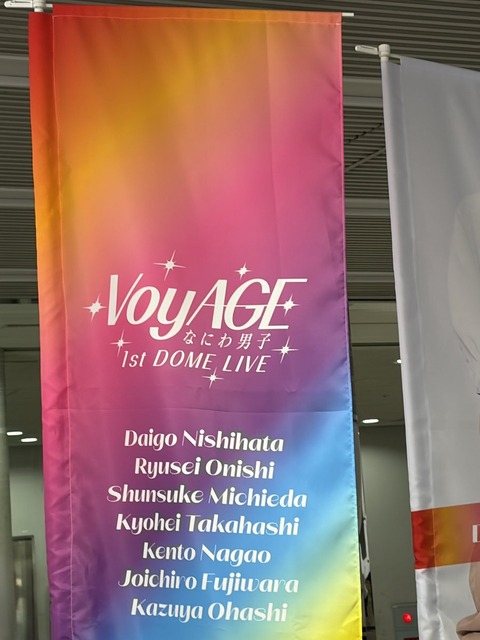 VoyAGE
なにわ男子
1st DOME LIVE
Daigo Nishihata
Ryusei Onishi
Shunsuke Michieda
Kyohei Takahashi
Kento Nagao
Joichiro Fujiwara
Kazuya Ohashi